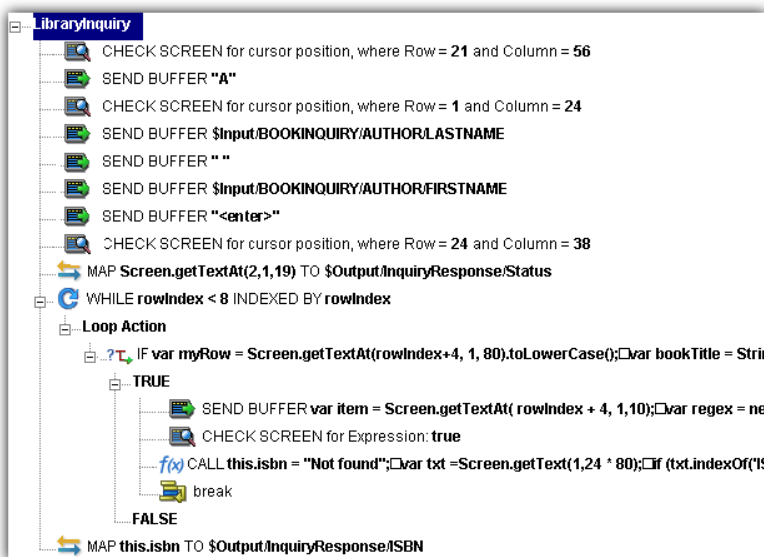 LibraryInquiry
CHECK SCREEN for cursor position, where Row = 21 and Column = 56
SEND BUFFER "A"
CHECK SCREEN for cursor position, where Row = 1 and Column = 24
SEND BUFFER $Input/BOOKINQUIRY/AUTHOR/LASTNAME
SEND BUFFER " "
SEND BUFFER $Input/BOOKINQUIRY/AUTHOR/FIRSTNAME
SEND BUFFER "<enter>"
CHECK SCREEN for cursor position, where Row = 24 and Column = 38
MAP Screen.getTextAt(2,1,19) TO $Output/InquiryResponse/Status
WHILE rowIndex < 8 INDEXED BY rowIndex
Loop Action
IF var myRow = Screen.getTextAt(rowIndex+4, 1, 80).toLowerCase();□var bookTitle = Strin
TRUE
SEND BUFFER var item = Screen.getTextAt( rowIndex + 4, 1,10);□var regex = ne
CHECK SCREEN for Expression: true
f(x) CALL this.isbn = "Not found";□var txt =Screen.getText(1,24 * 80);□if (txt.indexOf("IS
break
FALSE
MAP this.isbn TO $Output/InquiryResponse/ISBN